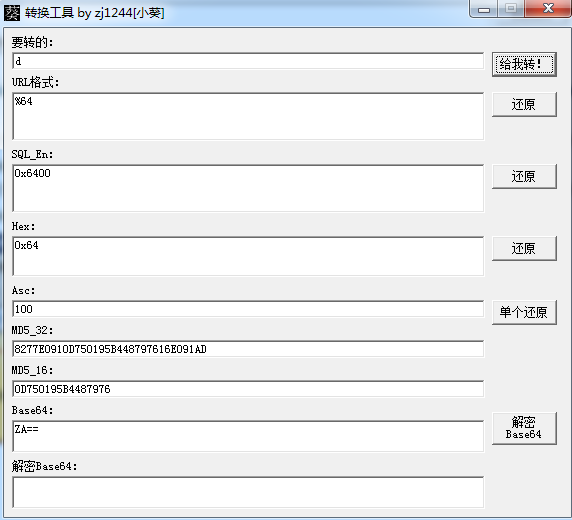 葵 转换工具 by zj1244[小葵]
要转的:
d
给我转!
URL格式:
%64
还原
SQL_En:
0x6400
还原
Hex:
0x64
还原
Asc:
100
单个还原
MD5_32:
8277E0910D750195B448797616E091AD
MD5_16:
0D750195B4487976
Base64:
ZA==
解密
Base64
解密Base64: